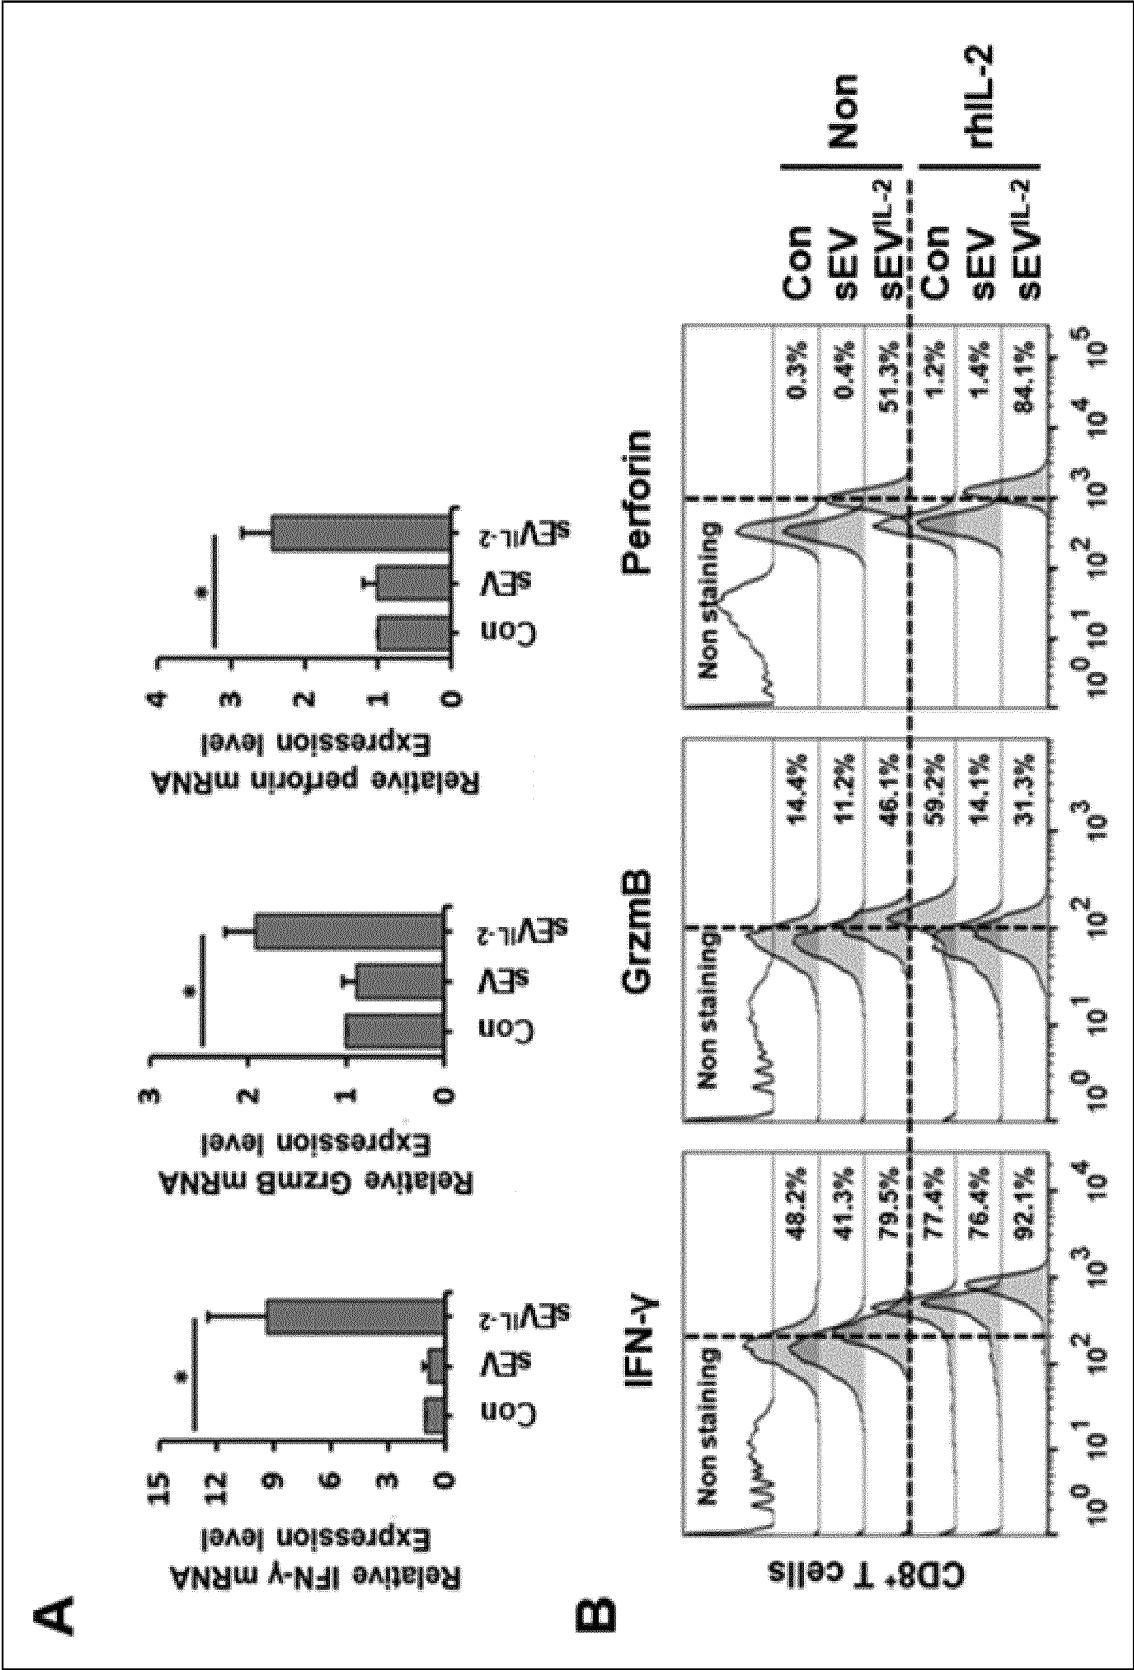 A
Relative IFN-γ mRNA
Expression level
15
12
9
6
3
0
Con
sEV
sEVIL-2
*
Relative GrzmB mRNA
Expression level
3
2
1
0
Con
sEV
sEVIL-2
*
Relative perforin mRNA
Expression level
4
3
2
1
0
Con
sEV
sEVIL-2
*
B
CD8+ T cells
IFN-γ
Non staining
48.2%
41.3%
79.5%
77.4%
76.4%
92.1%
10^0 10^1 10^2 10^3 10^4
GrzmB
Non staining
14.4%
11.2%
46.1%
59.2%
14.1%
31.3%
10^0 10^1 10^2 10^3
Perforin
Non staining
0.3%
0.4%
51.3%
1.2%
1.4%
84.1%
10^0 10^1 10^2 10^3 10^4 10^5
Con
sEV
sEVIL-2
Non
Con
sEV
sEVIL-2
rhIL-2